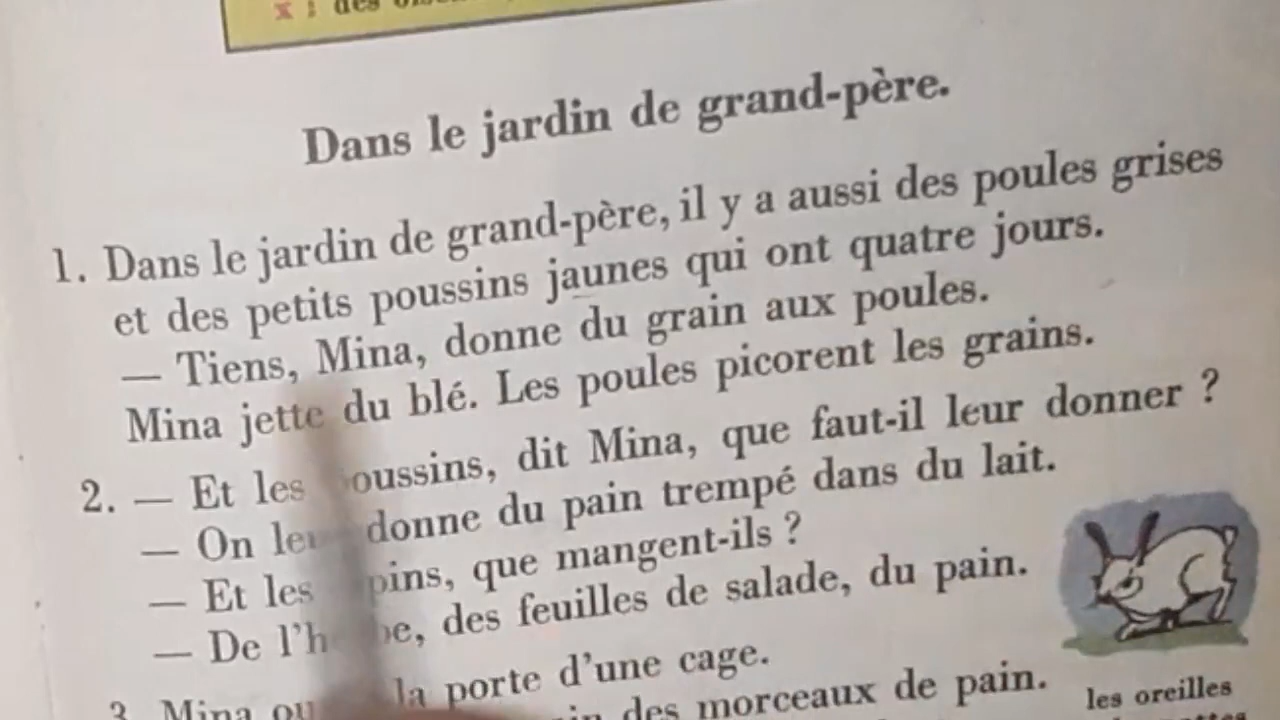 x : des
Dans le jardin de grand-père.
1. Dans le jardin de grand-père, il y a aussi des poules grises
et des petits poussins jaunes qui ont quatre jours.
— Tiens, Mina, donne du grain aux poules.
Mina jette du blé. Les poules picorent les grains.
2. — Et les oussins, dit Mina, que faut-il leur donner ?
— On donne du pain trempé dans du lait.
— Et les pins, que mangent-ils ?
— De des feuilles de salade, du pain.
3. Mina la porte d'une cage.
des morceaux de pain.
les oreilles